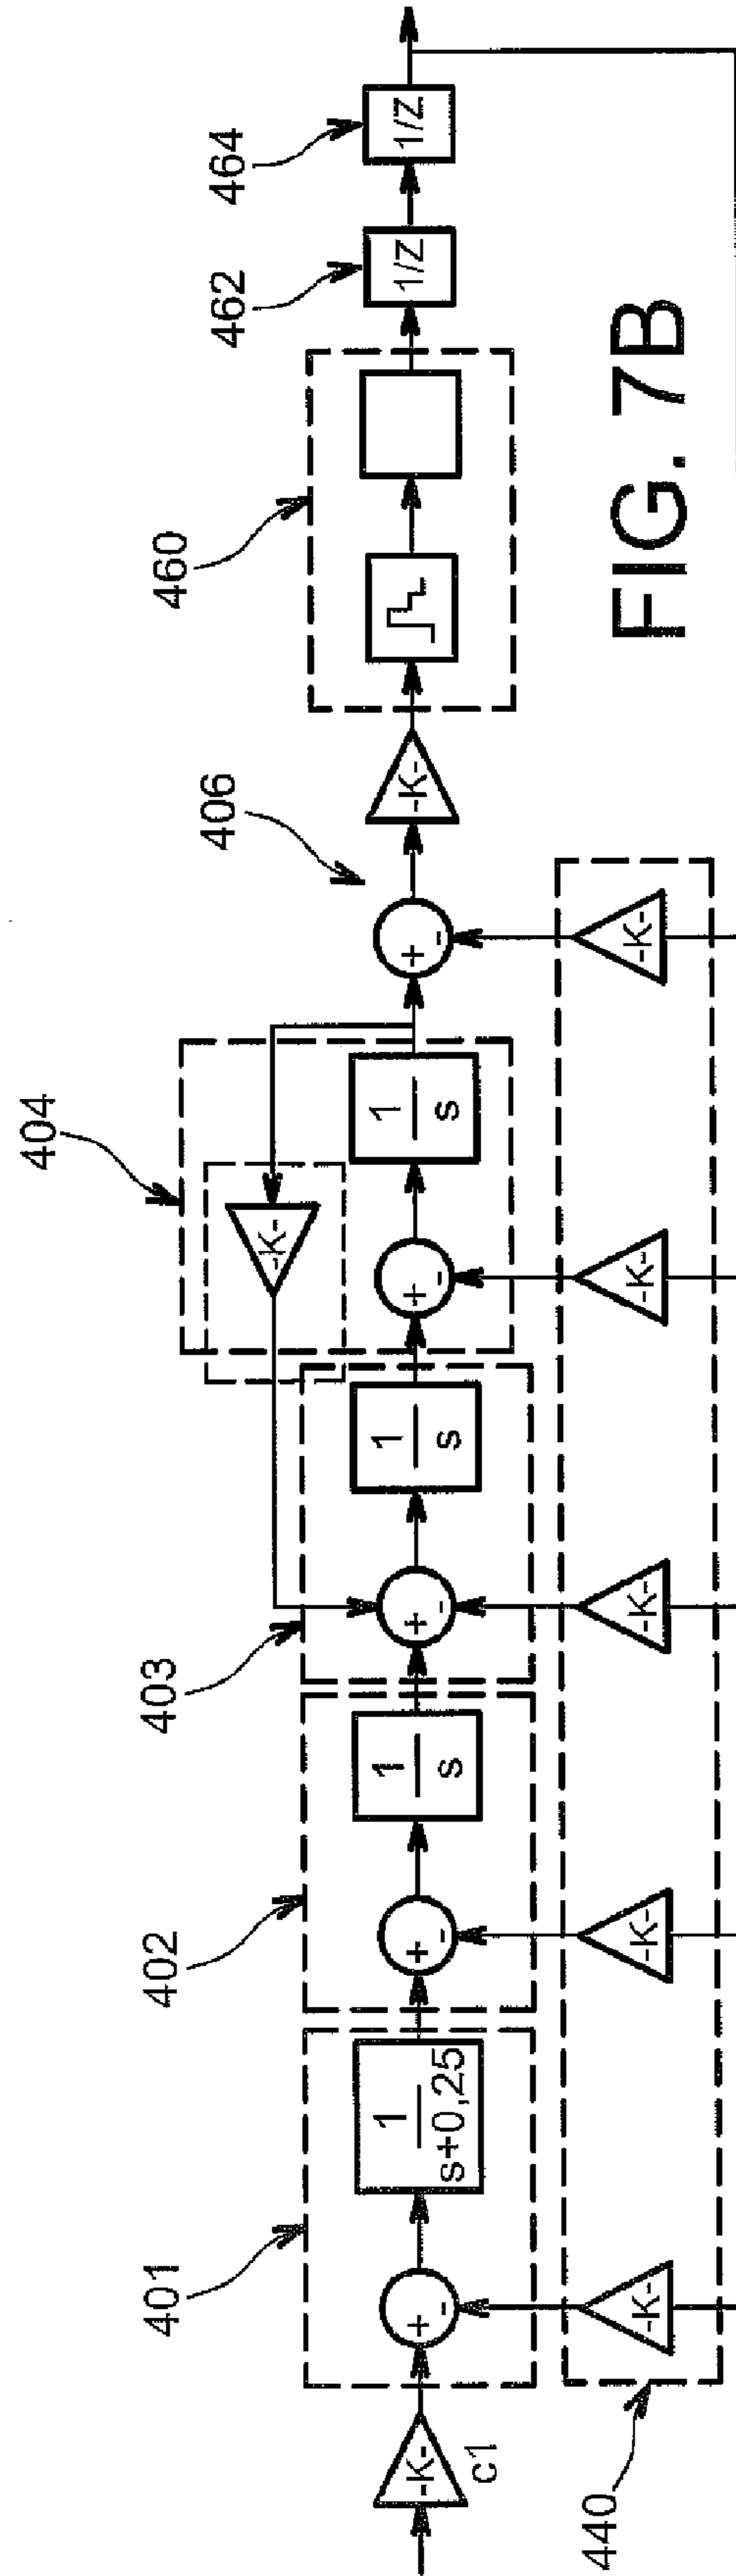 401
402
403
404
406
460
462
464
-K-
c1
+
-
1
s+0,25
+
-
1
s
+
-
1
s
-K-
+
-
1
s
+
-
-K-
1/Z
1/Z
440
-K-
-K-
-K-
-K-
-K-
FIG. 7B